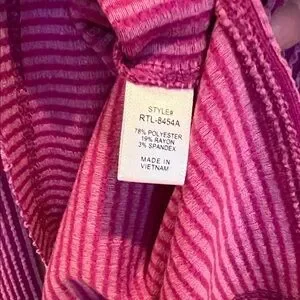 STYLE#
RTL-8454A
78% POLYESTER
19% RAYON
3% SPANDEX
MADE IN
VIETNAM